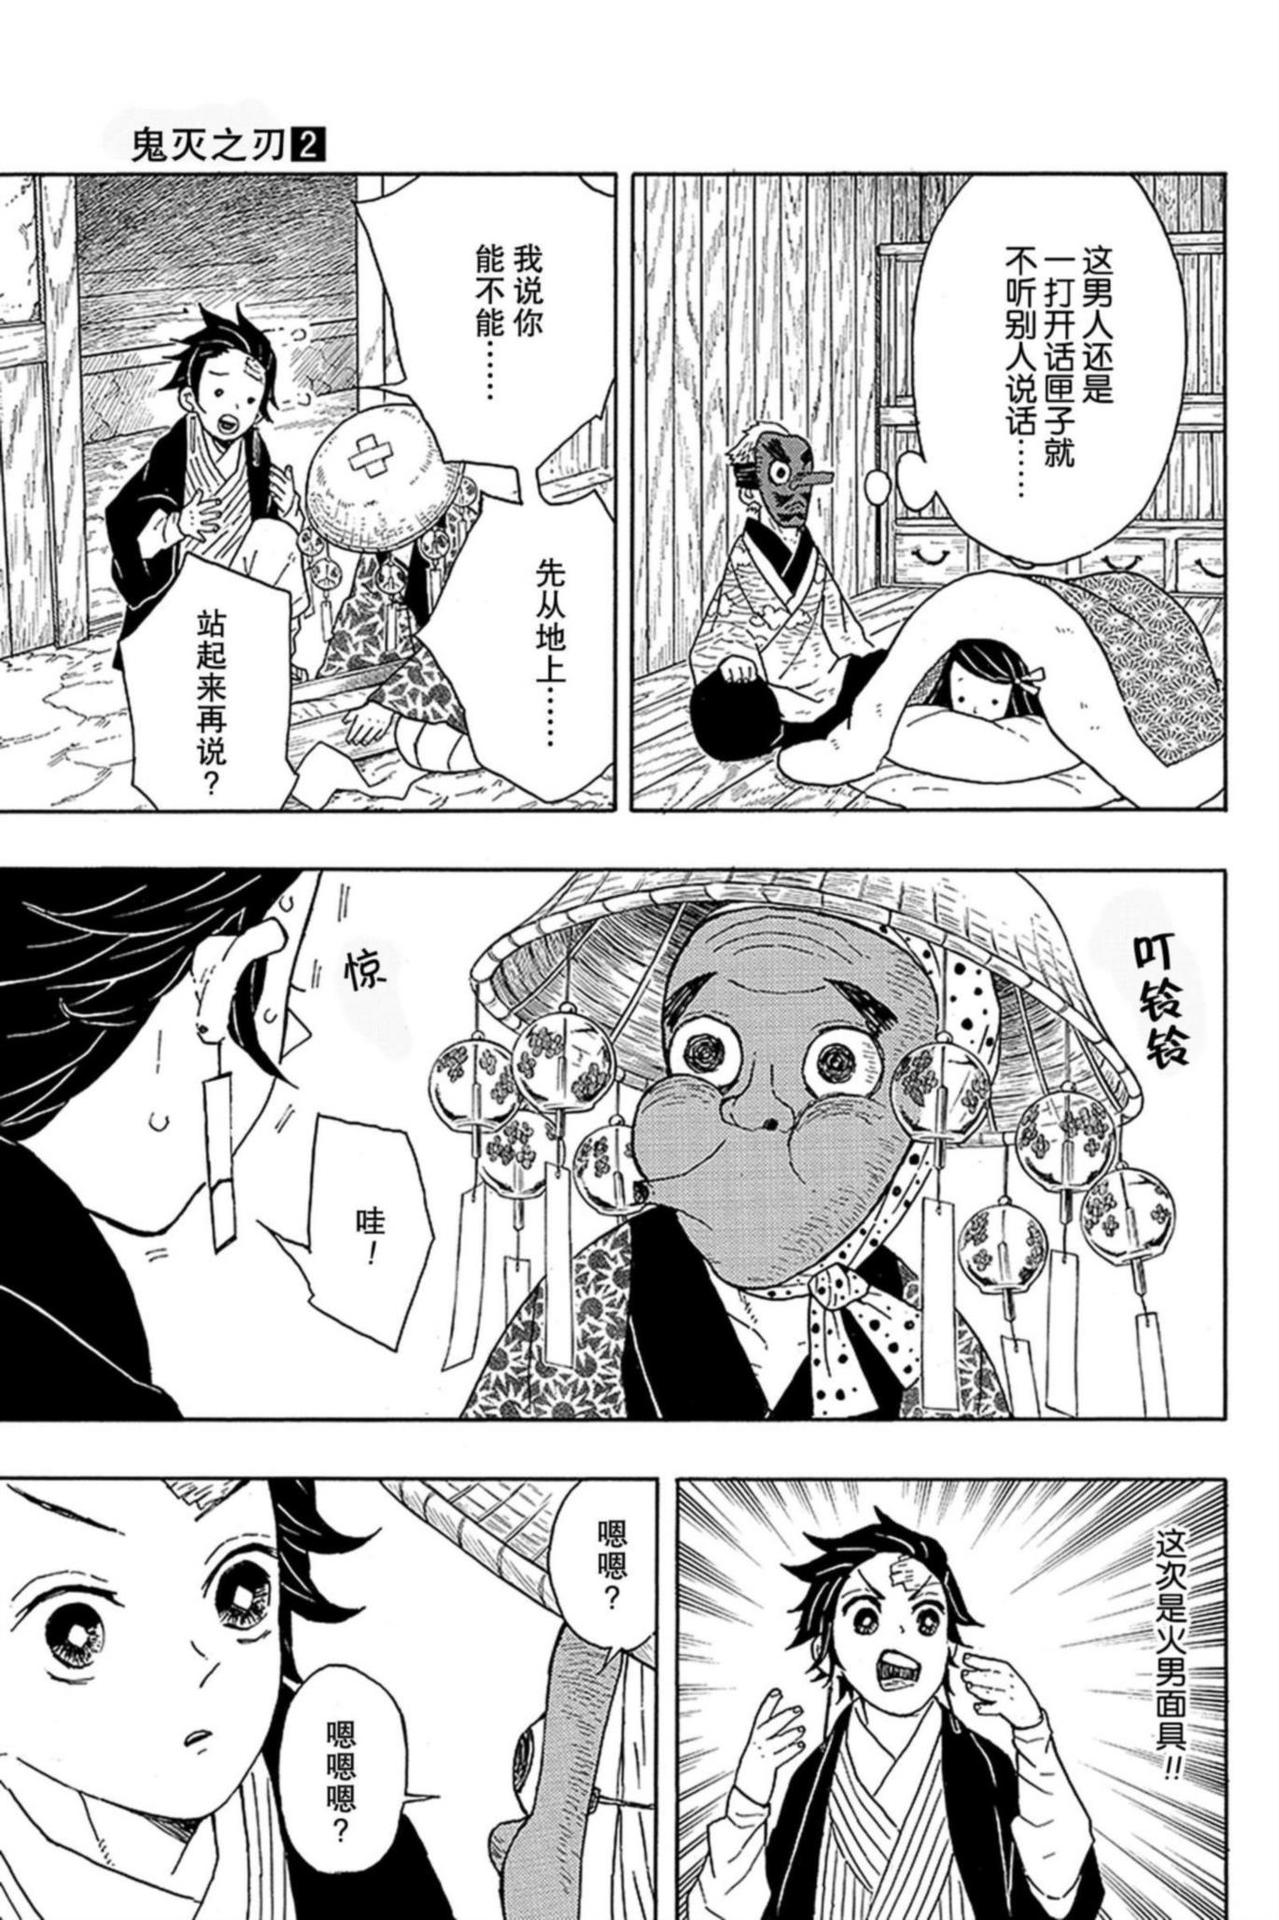 鬼灭之刃2
这男人还是
一打开话匣子就
不听别人说话……
我说你
能不能……
先从地上……
站起来再说？
叮铃铃
惊
哇！
这次是火男面具!!
嗯嗯？
嗯嗯嗯？